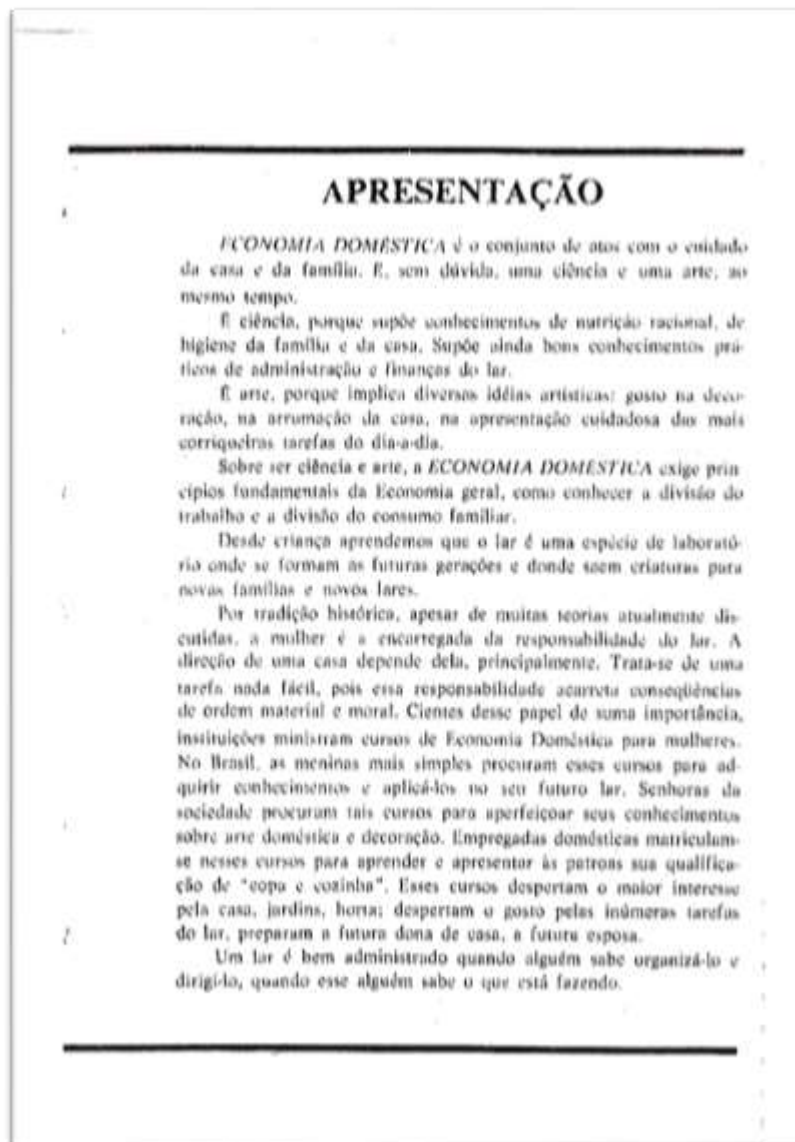 APRESENTAÇÃO
ECONOMIA DOMÉSTICA é o conjunto de atos com o cuidado
da casa e da família. É, sem dúvida, uma ciência e uma arte, ao
mesmo tempo.
É ciência, porque supõe conhecimentos de nutrição racional, de
higiene da família e da casa. Supõe ainda bons conhecimentos prá-
ticos de administração e finanças do lar.
É arte, porque implica diversas idéias artísticas: gosto na deco-
ração, na arrumação da casa, na apresentação cuidadosa das mais
corriqueiras tarefas do dia-a-dia.
Sobre ser ciência e arte, a ECONOMIA DOMÉSTICA exige prin
cípios fundamentais da Economia geral, como conhecer a divisão do
trabalho e a divisão do consumo familiar.
Desde criança aprendemos que o lar é uma espécie de laborató-
rio onde se formam as futuras gerações e donde saem criaturas para
novas famílias e novos lares.
Por tradição histórica, apesar de muitas teorias atualmente dis-
cutidas, a mulher é a encarregada da responsabilidade do lar. A
direção de uma casa depende dela, principalmente. Trata-se de uma
tarefa nada fácil, pois essa responsabilidade acarreta conseqüências
de ordem material e moral. Cientes desse papel de suma importância,
instituições ministram cursos de Economia Doméstica para mulheres.
No Brasil, as meninas mais simples procuram esses cursos para ad-
quirir conhecimentos e aplicá-los no seu futuro lar. Senhoras da
sociedade procuram tais cursos para aperfeiçoar seus conhecimentos
sobre arte doméstica e decoração. Empregadas domésticas matriculam-
se nesses cursos para aprender e apresentar às patroas sua qualifica-
ção de "copa e cozinha". Esses cursos despertam o maior interesse
pela casa, jardins, horta; despertam o gosto pelas inúmeras tarefas
do lar, preparam a futura dona de casa, a futura esposa.
Um lar é bem administrado quando alguém sabe organizá-lo e
dirigí-lo, quando esse alguém sabe o que está fazendo.